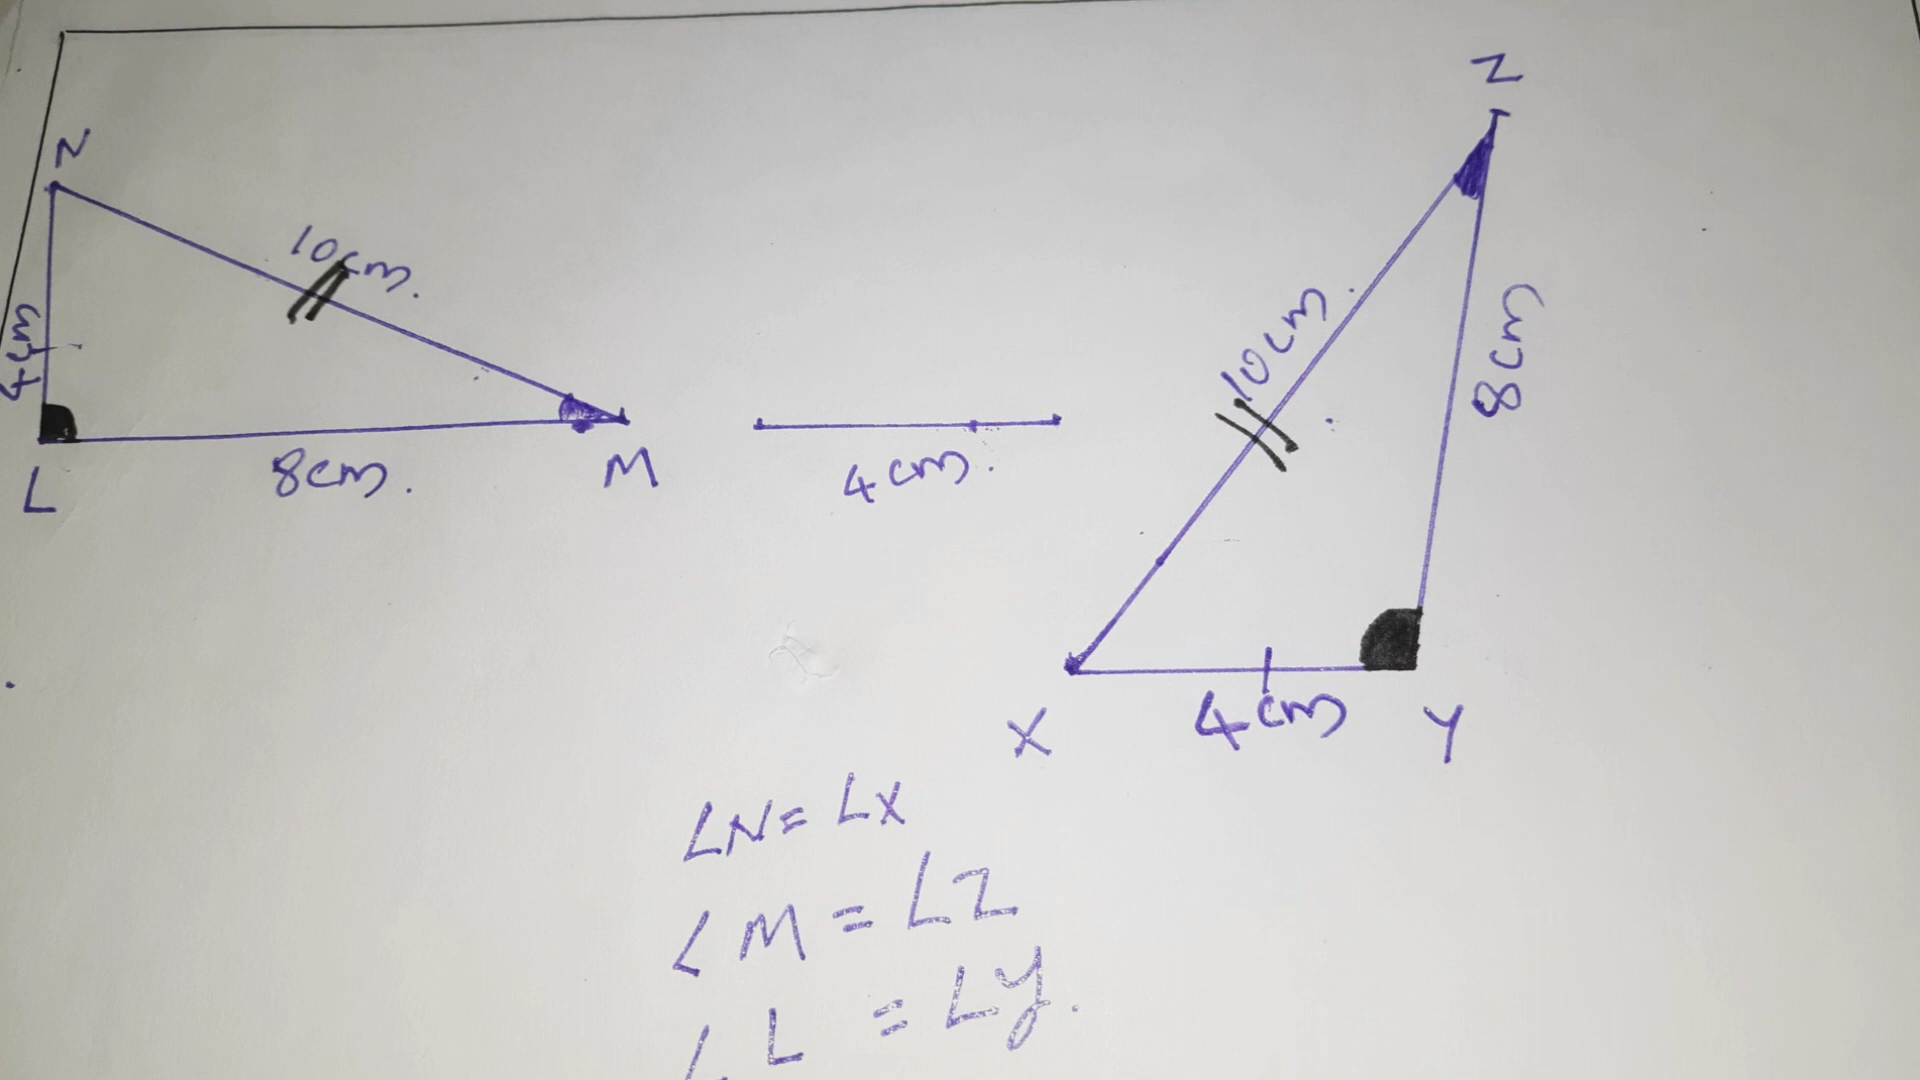 N
10cm.
4cm
L
8cm.
M
4cm.
Z
10cm.
8cm
X
4cm
Y
∠N = ∠X
∠M = ∠Z
∠L = ∠Y.